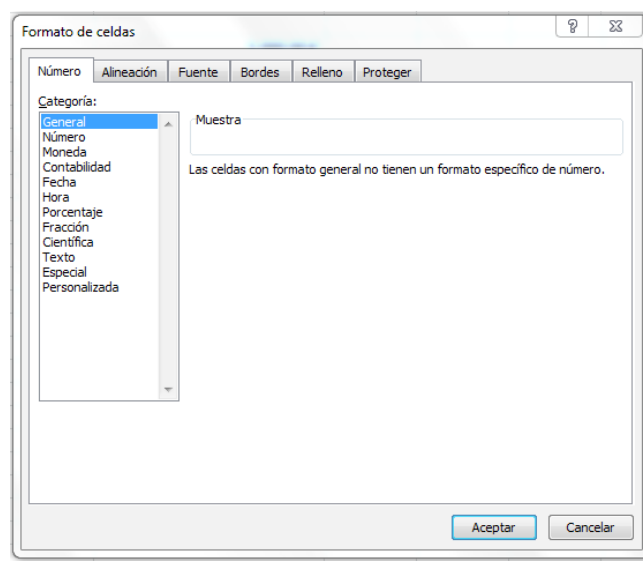 Formato de celdas
Número Alineación Fuente Bordes Relleno Proteger
Categoría:
General
Número
Moneda
Contabilidad
Fecha
Hora
Porcentaje
Fracción
Científica
Texto
Especial
Personalizada
Muestra
Las celdas con formato general no tienen un formato específico de número.
Aceptar Cancelar